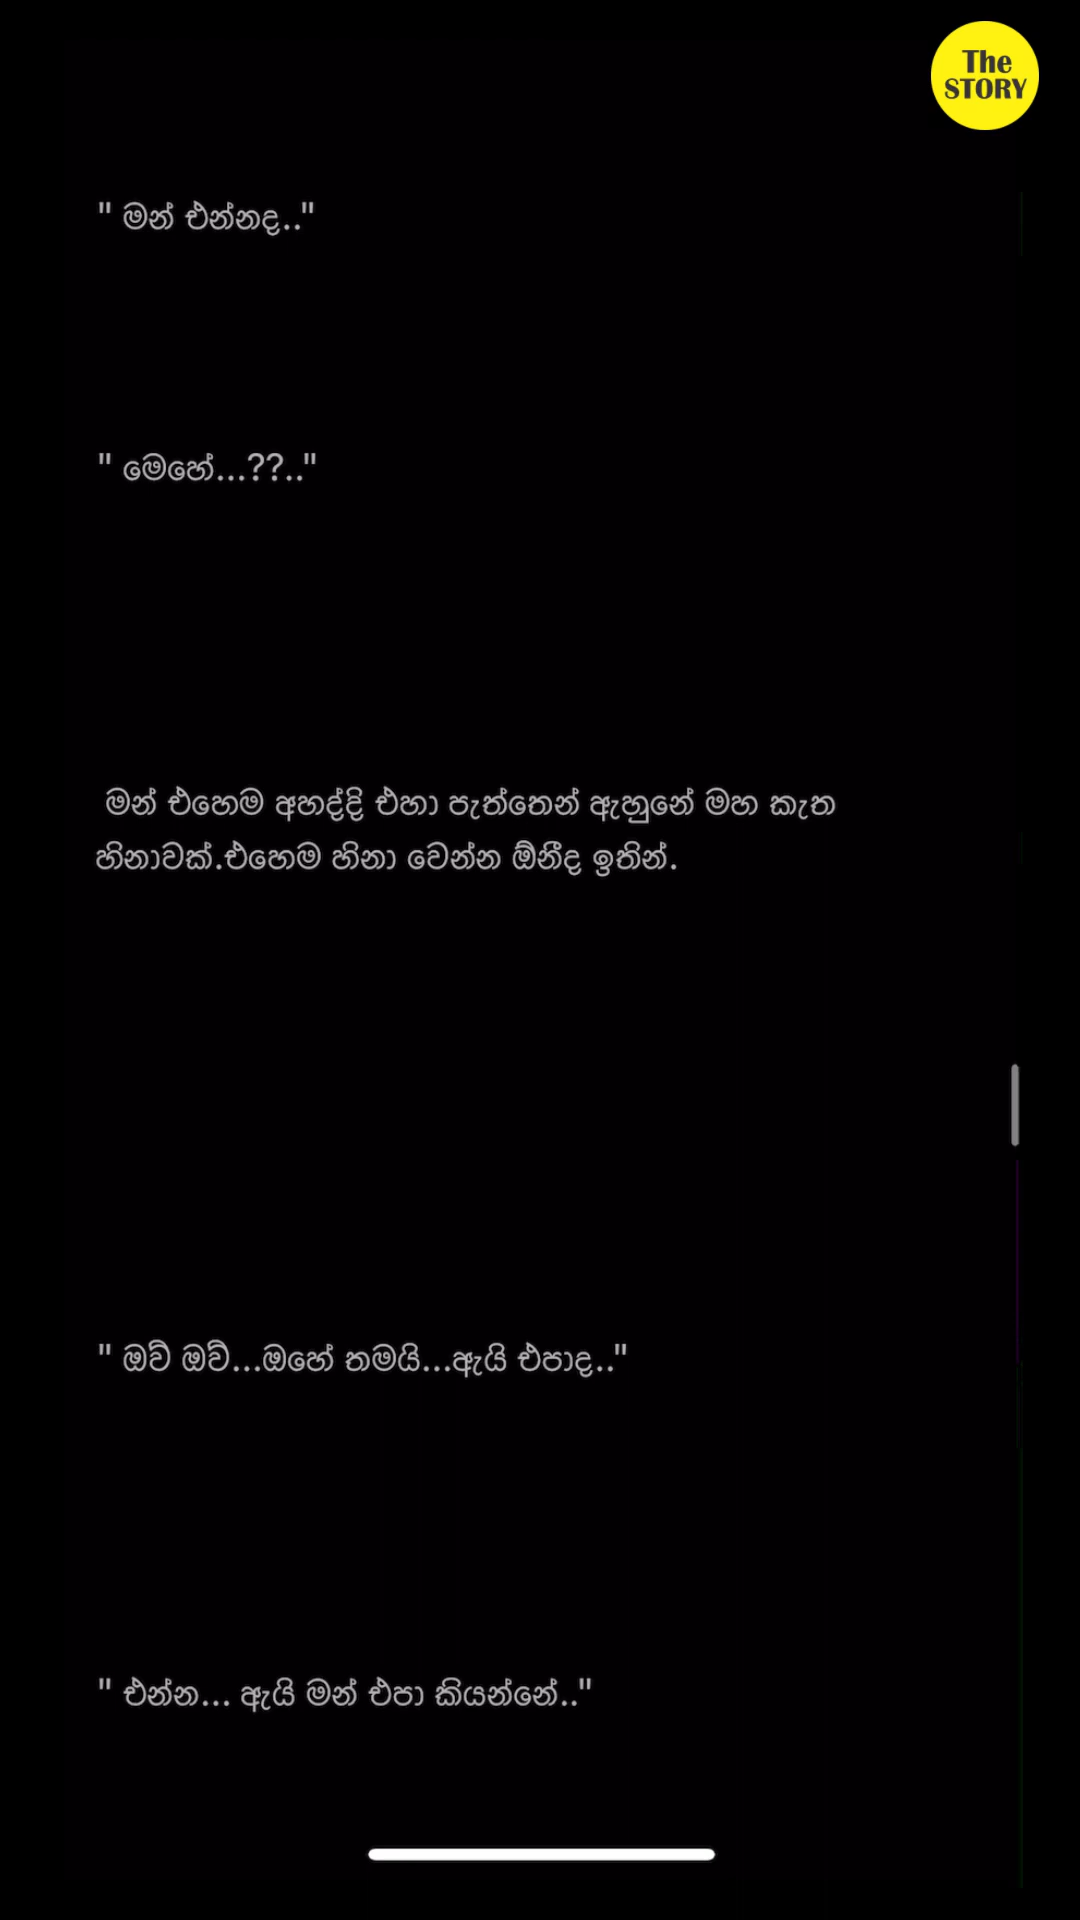 The
STORY
" මන් එන්නද.."
" මෙහේ...??.."
මන් එහෙම අහද්දි එහා පැත්තෙන් ඇහුනේ මහ කැත
හිනාවක්.එහෙම හිනා වෙන්න ඕනීද ඉතින්.
" ඔව් ඔව්...ඔහේ තමයි...ඇයි එපාද.."
" එන්න... ඇයි මන් එපා කියන්නේ.."